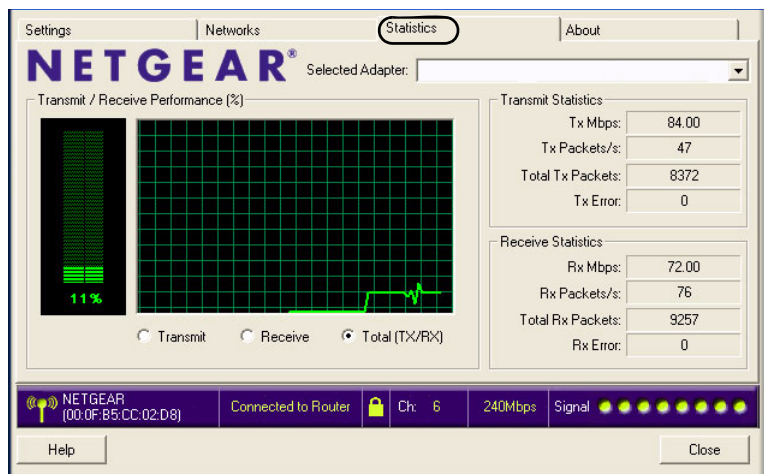 Settings Networks Statistics About
NETGEAR® Selected Adapter:
Transmit / Receive Performance (%)
11%
Transmit Receive Total (TX/RX)
Transmit Statistics
Tx Mbps: 84.00
Tx Packets/s: 47
Total Tx Packets: 8372
Tx Error: 0
Receive Statistics
Rx Mbps: 72.00
Rx Packets/s: 76
Total Rx Packets: 9257
Rx Error: 0
NETGEAR
(00:0F:B5:CC:02:D8)
Connected to Router Ch: 6 240Mbps Signal
Help Close